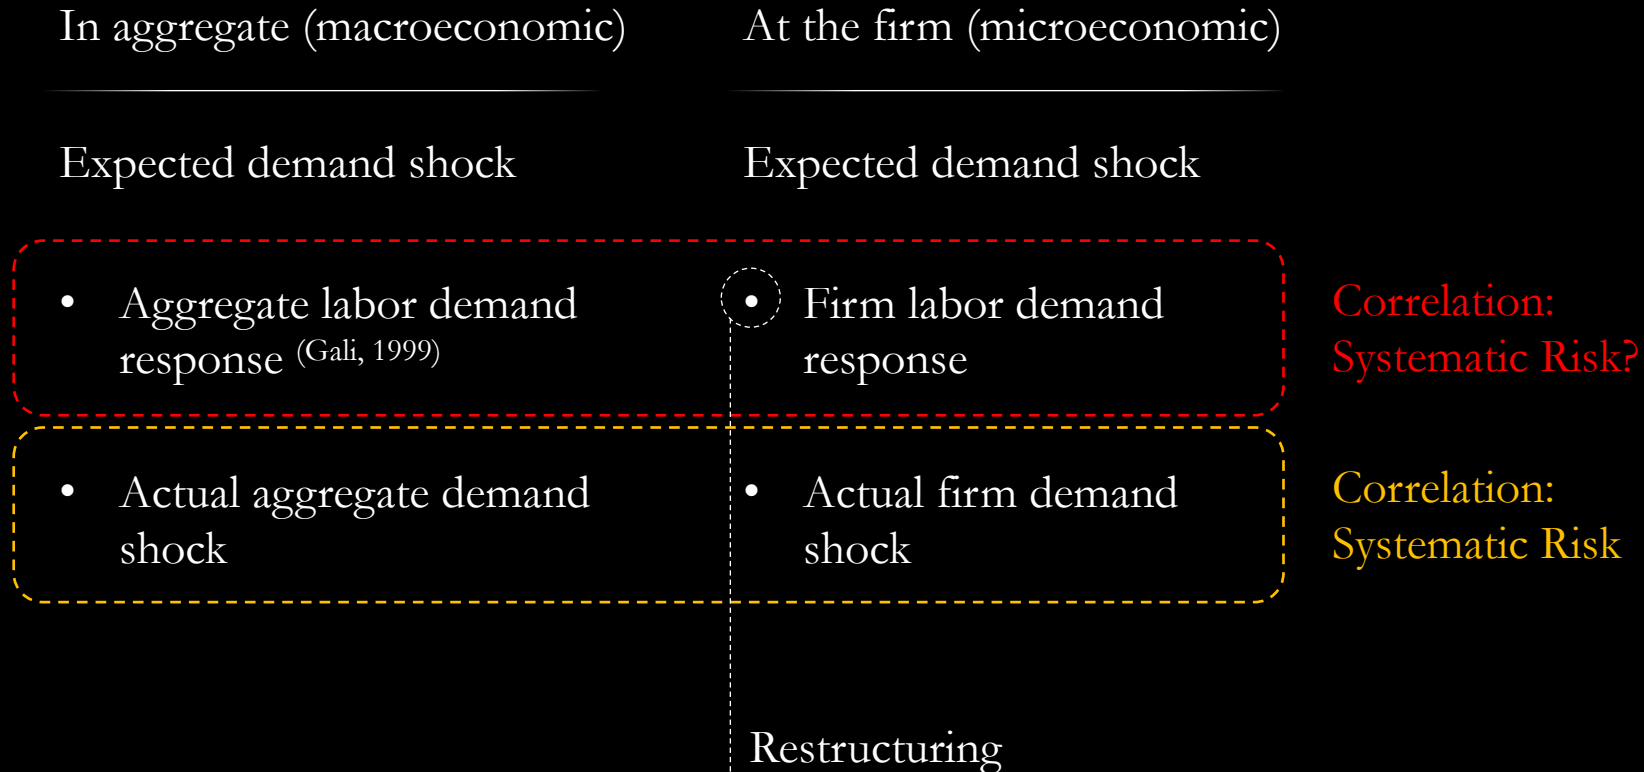 In aggregate (macroeconomic)
At the firm (microeconomic)
Expected demand shock
Expected demand shock
• Aggregate labor demand
response (Gali, 1999)
• Firm labor demand
response
Correlation:
Systematic Risk?
• Actual aggregate demand
shock
• Actual firm demand
shock
Correlation:
Systematic Risk
Restructuring